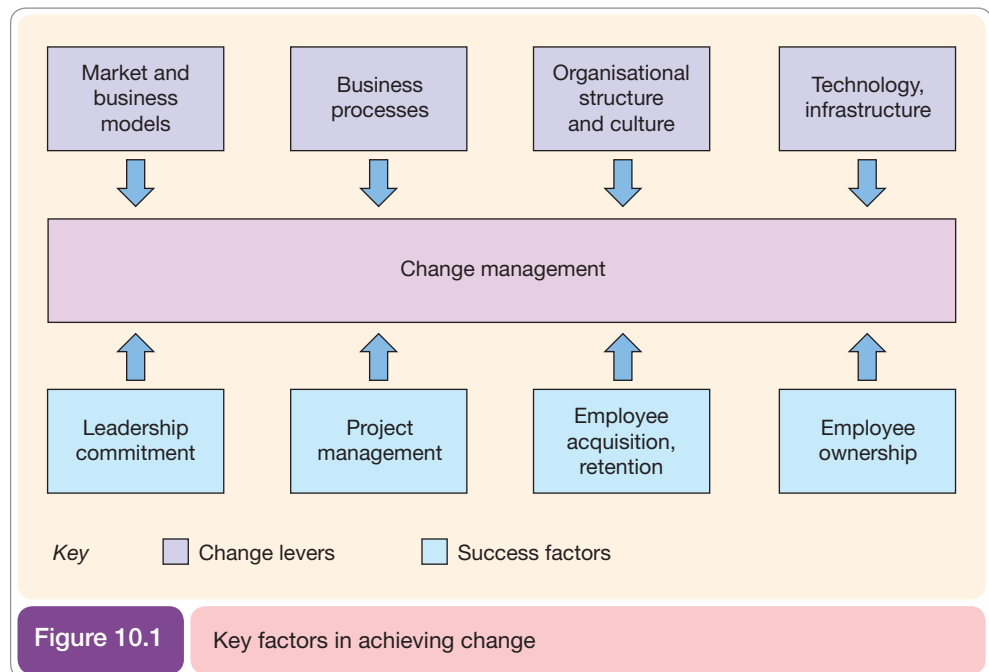 Market and
business
models
Business
processes
Organisational
structure
and culture
Technology,
infrastructure
Change management
Leadership
commitment
Project
management
Employee
acquisition,
retention
Employee
ownership
Key
Change levers
Success factors
Figure 10.1
Key factors in achieving change